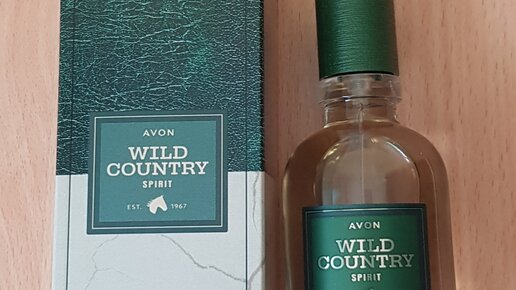 AVON
WILD
COUNTRY
SPIRIT
EST. 1967
AVON
WILD
COUNTRY
SPIRIT